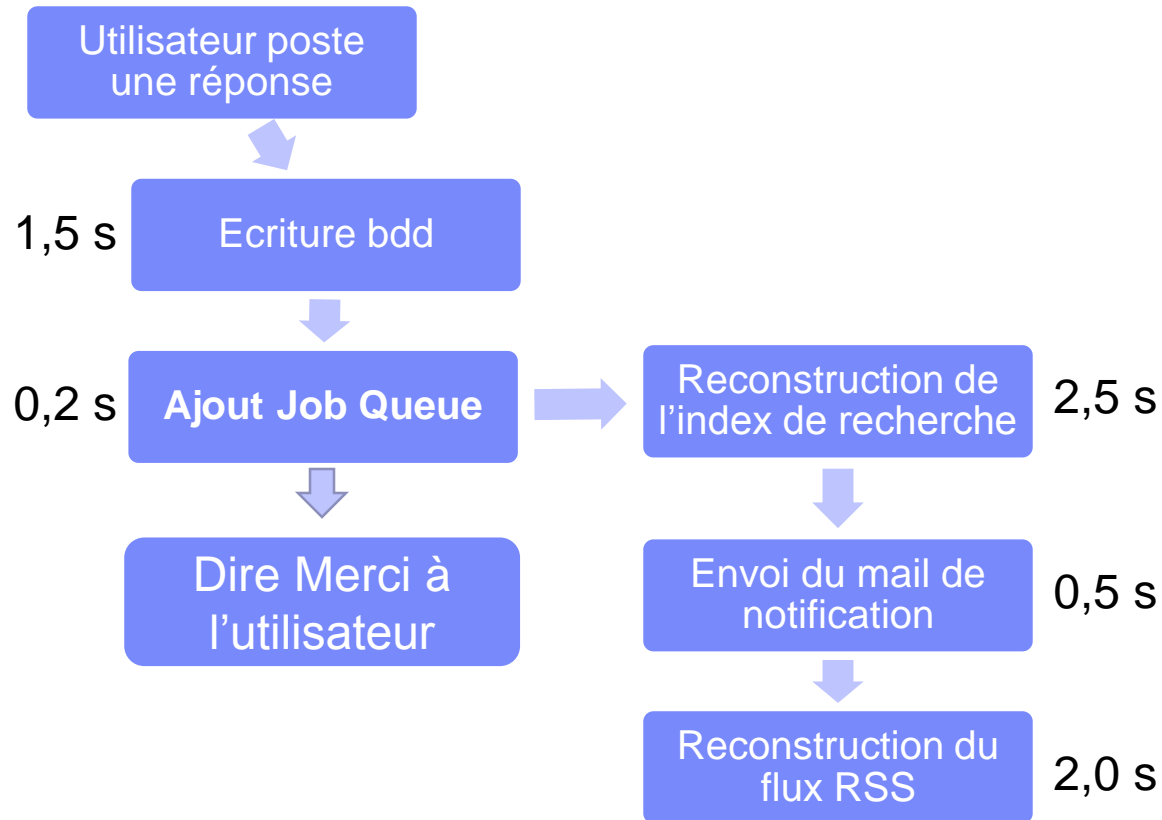 Utilisateur poste
une réponse
1,5 s
Ecriture bdd
0,2 s
Ajout Job Queue
Dire Merci à
l’utilisateur
Reconstruction de
l’index de recherche
2,5 s
Envoi du mail de
notification
0,5 s
Reconstruction du
flux RSS
2,0 s